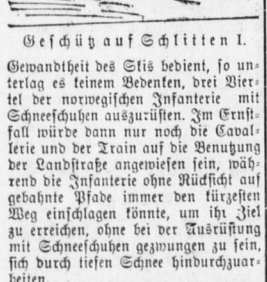 Geschütz auf Schlitten I.
Gewandtheit des Skis bedient, so un-
terlag es keinem Bedenken, drei Vier-
tel der norwegischen Infanterie mit
Schneeschuhen auszurüsten. Im Ernst-
fall würde dann nur noch die Caval-
lerie und der Train auf die Benutzung
der Landstraße angewiesen sein, wäh-
rend die Infanterie ohne Rücksicht auf
gebahnte Pfade immer den kürzesten
Weg einschlagen könnte, um ihr Ziel
zu erreichen, ohne bei der Ausrüstung
mit Schneeschuhen gezwungen zu sein,
sich durch tiefen Schnee hindurchzuar-
beiten.